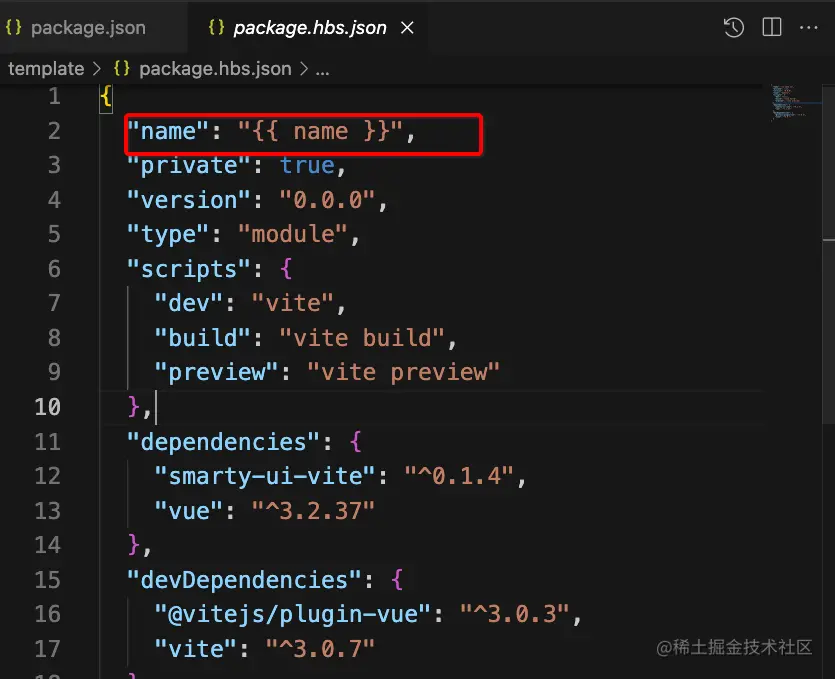 {} package.json {} package.hbs.json ×
template > {} package.hbs.json > ...
1 {
2 "name": "{{ name }}",
3 "private": true,
4 "version": "0.0.0",
5 "type": "module",
6 "scripts": {
7 "dev": "vite",
8 "build": "vite build",
9 "preview": "vite preview"
10 },
11 "dependencies": {
12 "smarty-ui-vite": "^0.1.4",
13 "vue": "^3.2.37"
14 },
15 "devDependencies": {
16 "@vitejs/plugin-vue": "^3.0.3",
17 "vite": "^3.0.7"
18 }
@稀土掘金技术社区